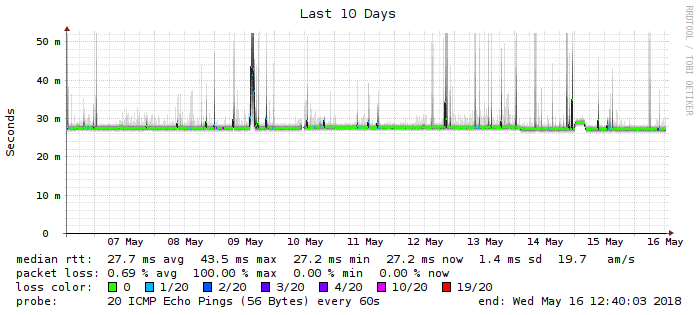 Last 10 Days
RRDTOOL / TOBI OETIKER
Seconds
50 m
40 m
30 m
20 m
10 m
0
07 May 08 May 09 May 10 May 11 May 12 May 13 May 14 May 15 May 16 May
median rtt: 27.7 ms avg 43.5 ms max 27.2 ms min 27.2 ms now 1.4 ms sd 19.7 am/s
packet loss: 0.69 % avg 100.00 % max 0.00 % min 0.00 % now
loss color: 0 1/20 2/20 3/20 4/20 10/20 19/20
probe: 20 ICMP Echo Pings (56 Bytes) every 60s end: Wed May 16 12:40:03 2018